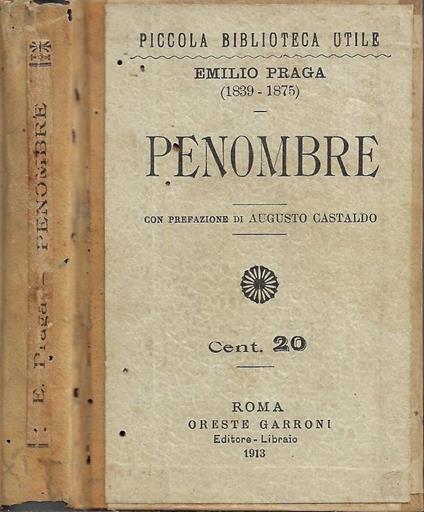 E. Praga — PENOMBRE
PICCOLA BIBLIOTECA UTILE
EMILIO PRAGA
(1839 - 1875)
PENOMBRE
CON PREFAZIONE DI AUGUSTO CASTALDO
Cent. 20
ROMA
ORESTE GARRONI
Editore - Libraio
1913